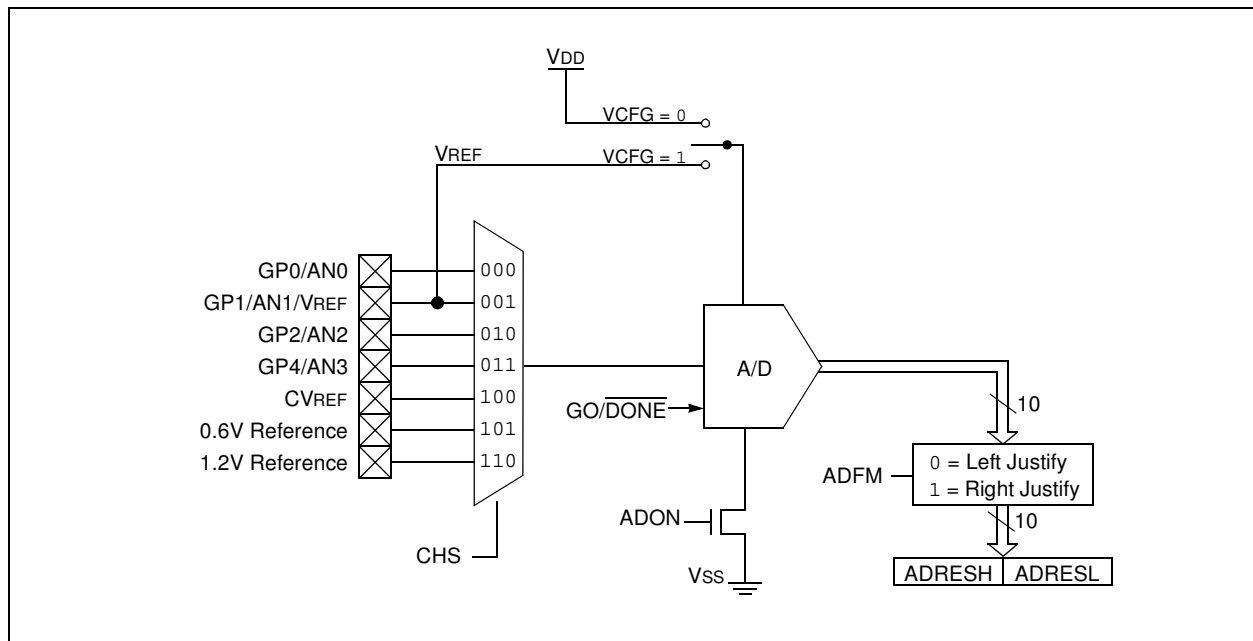 VDD
VCFG = 0
VREF
VCFG = 1
GP0/AN0
000
GP1/AN1/VREF
001
GP2/AN2
010
GP4/AN3
011
A/D
CVREF
100
GO/DONE
10
0.6V Reference
101
1.2V Reference
110
ADFM
0 = Left Justify
1 = Right Justify
ADON
10
CHS
VSS
ADRESH ADRESL